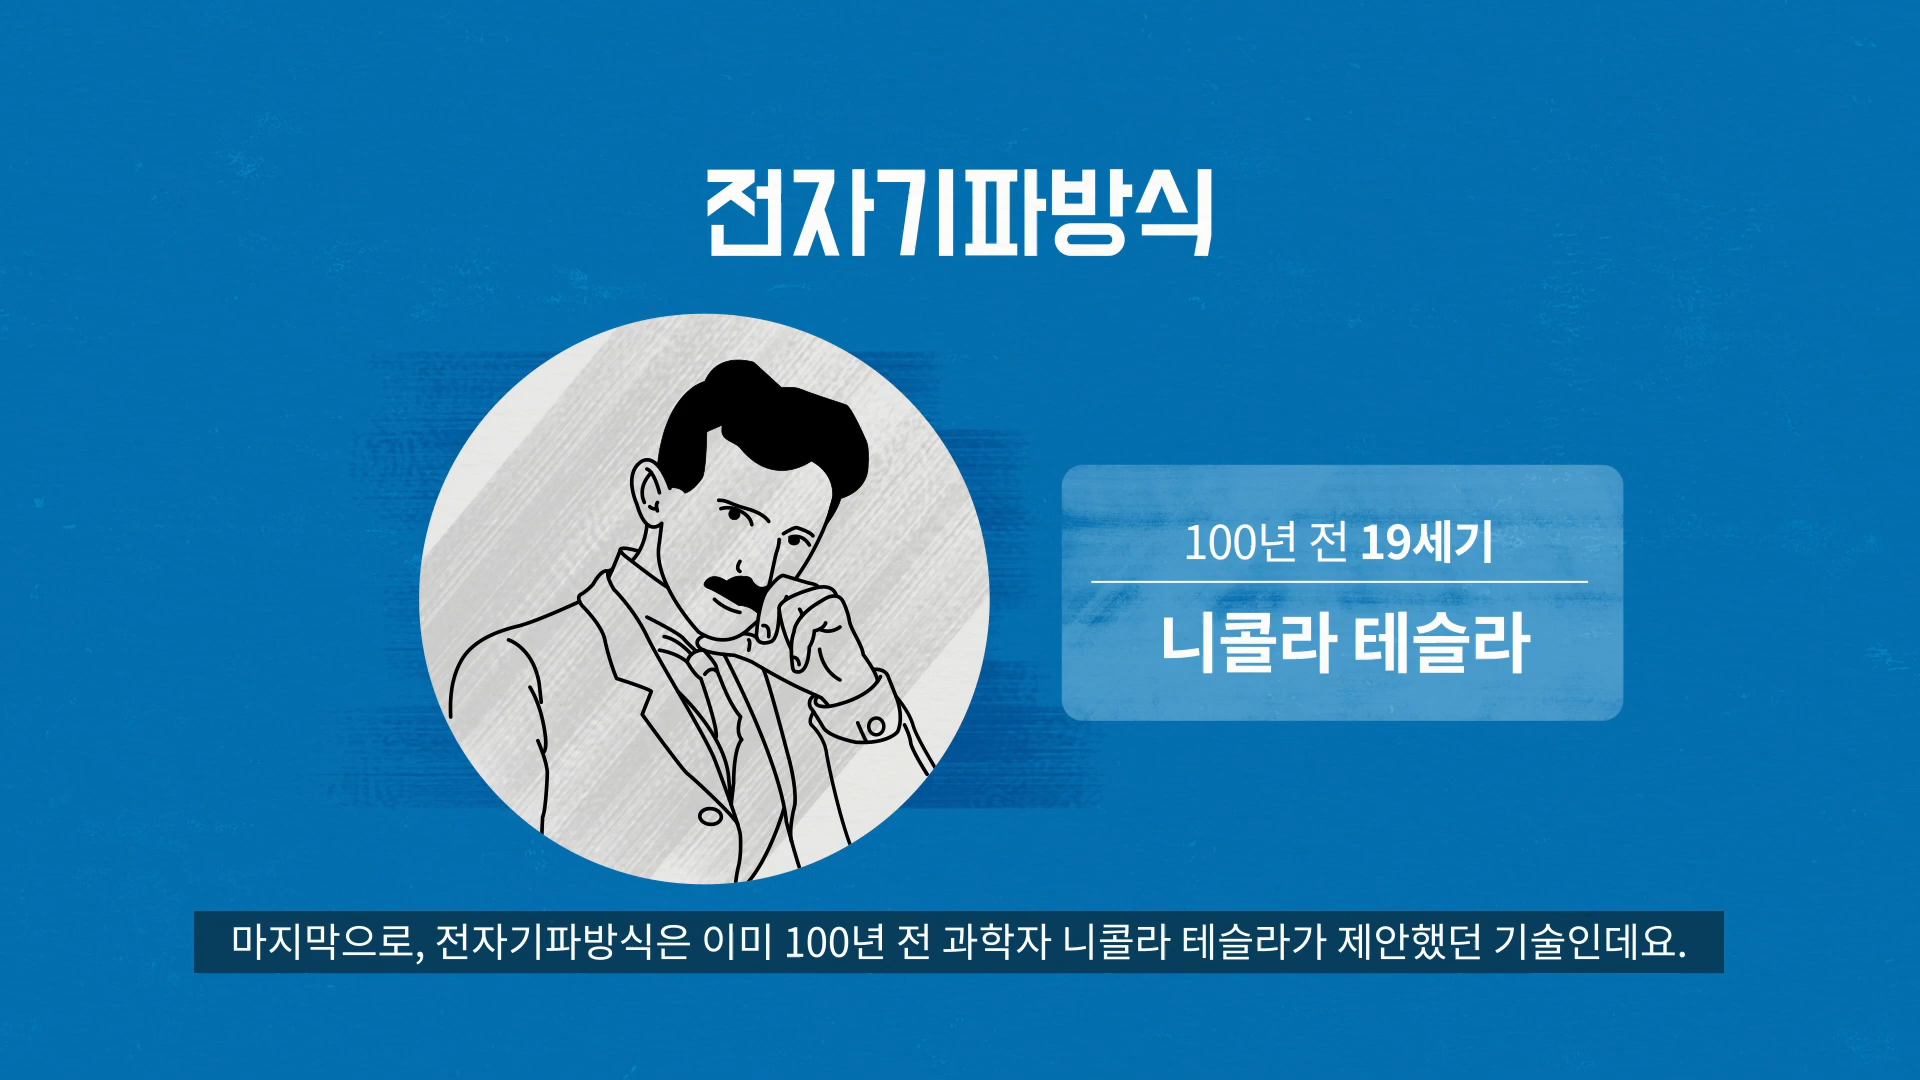 전자기파방식
100년 전 19세기
니콜라 테슬라
마지막으로, 전자기파방식은 이미 100년 전 과학자 니콜라 테슬라가 제안했던 기술인데요.